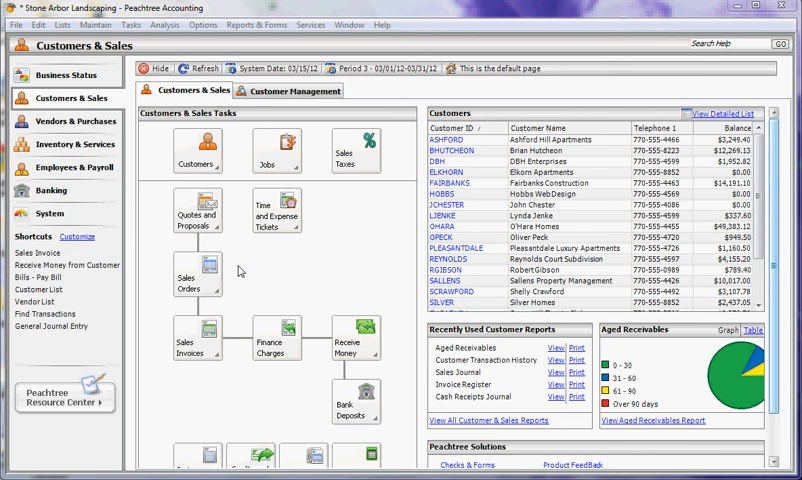 * Stone Arbor Landscaping - Peachtree Accounting
File Edit Lists Maintain Tasks Analysis Options Reports & Forms Services Window Help
Customers & Sales
Search Help GO
Hide Refresh System Date: 03/15/12 Period 3 - 03/01/12-03/31/12 This is the default page
Business Status
Customers & Sales
Vendors & Purchases
Inventory & Services
Employees & Payroll
Banking
System
Shortcuts Customize
Sales Invoice
Receive Money from Customer
Bills - Pay Bill
Customer List
Vendor List
Find Transactions
General Journal Entry
Peachtree
Resource Center
Customers & Sales Customer Management
Customers & Sales Tasks
Customers
Jobs
Sales
Taxes
Quotes and
Proposals
Time
and Expense
Tickets
Sales
Orders
Sales
Invoices
Finance
Charges
Receive
Money
Bank
Deposits
Customers View Detailed List
Customer ID Customer Name Telephone 1 Balance
ASHFORD Ashford Hill Apartments 770-555-4466 $3,249.40
BHUTCHEON Brian Hutcheon 770-555-8223 $12,269.13
DBH DBH Enterprises 770-555-4599 $1,952.82
ELKHORN Elkorn Apartments 770-555-8852 $0.00
FAIRBANKS Fairbanks Construction 770-555-4463 $14,191.10
HOBBS Hobbs Web Design 770-555-4569 $0.00
JCHESTER John Chester 770-555-4569 $0.00
LJENKE Lynda Jenke 770-555-4469 $337.60
OHARA O'Hara Homes 770-555-4466 $49,383.12
OPECK Oliver Peck 770-555-4720 $949.50
PLEASANTDALE Pleasantdale Luxury Apartments 770-555-4567 $1,160.50
REYNOLDS Reynolds Court Subdivision 770-555-4227 $4,155.20
RGIBSON Robert Gibson 770-555-0988 $789.40
SALLENS Sallens Property Management 770-555-4426 $10,017.00
SCRAWFORD Shelly Crawford 770-555-4492 $3,107.78
SILVER Silver Homes 770-555-8852 $2,437.05
Recently Used Customer Reports
Aged Receivables View | Print
Customer Transaction History View | Print
Sales Journal View | Print
Invoice Register View | Print
Cash Receipts Journal View | Print
View All Customer & Sales Reports
Aged Receivables Graph Table
0 - 30
31 - 60
61 - 90
Over 90 days
View Aged Receivables Report
Peachtree Solutions
Checks & Forms Product FeedBack